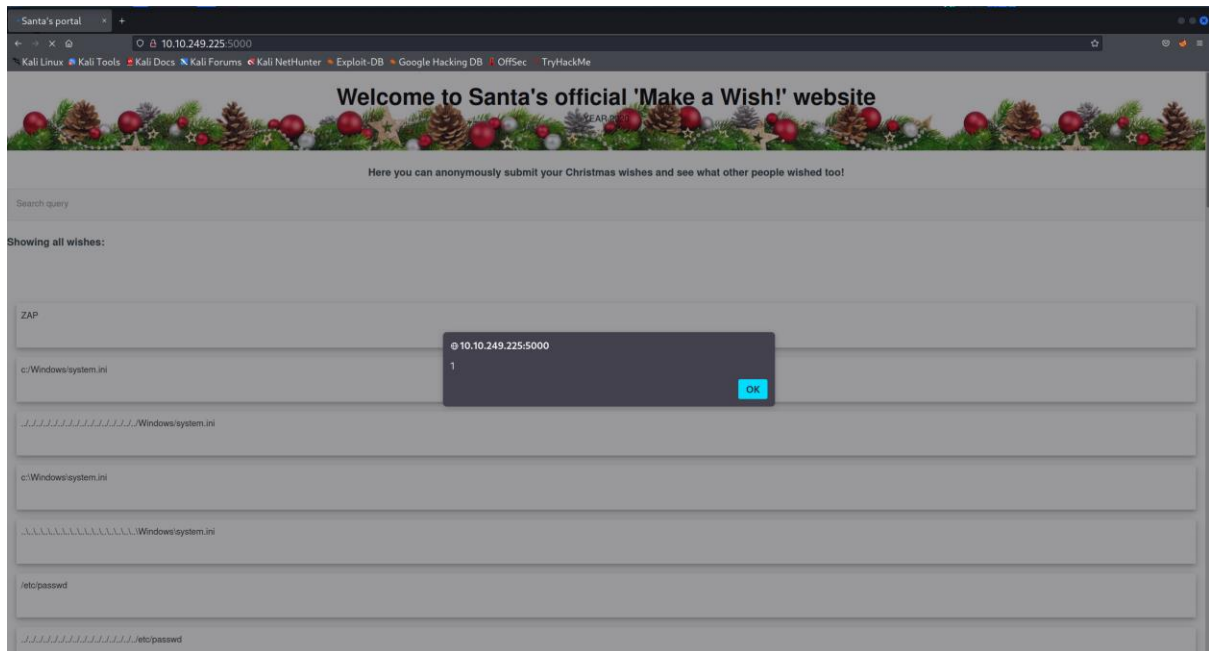 Santa's portal × +
10.10.249.225:5000
Kali Linux Kali Tools Kali Docs Kali Forums Kali NetHunter Exploit-DB Google Hacking DB OffSec TryHackMe
Welcome to Santa's official 'Make a Wish!' website
YEAR
Here you can anonymously submit your Christmas wishes and see what other people wished too!
Search query
Showing all wishes:
ZAP
10.10.249.225:5000
1
OK
c:/Windows/system.ini
../../../../../../../../../../../../../../../../Windows/system.ini
c:\Windows\system.ini
..\..\..\..\..\..\..\..\..\..\..\..\..\..\..\..\Windows\system.ini
/etc/passwd
../../../../../../../../../../../../../../../../etc/passwd